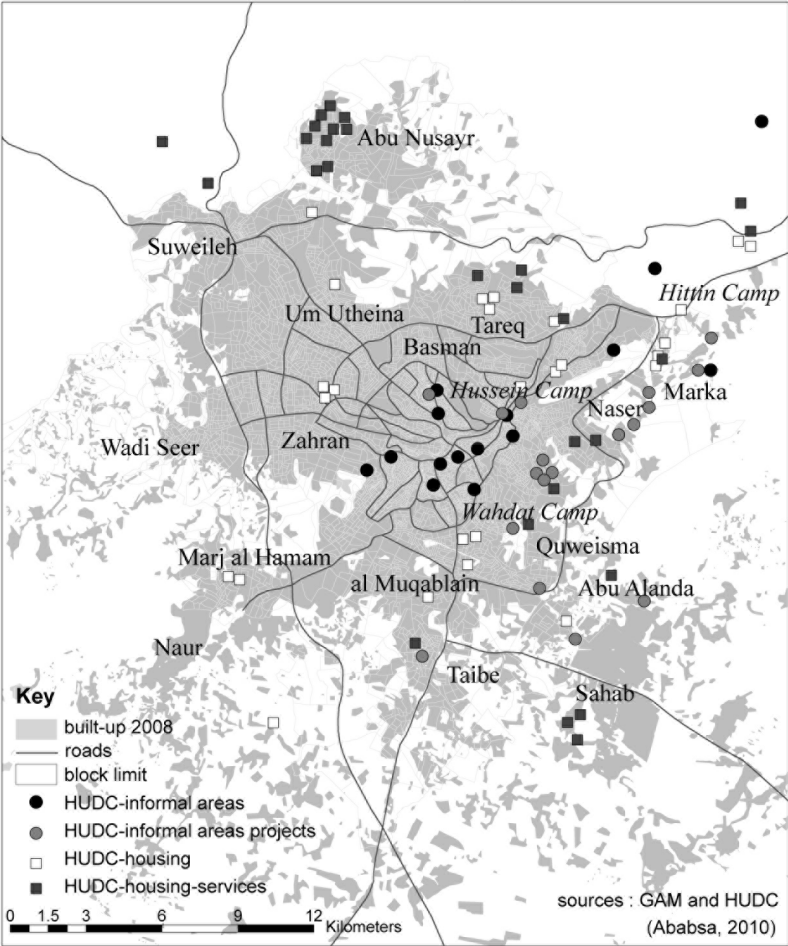 Abu Nusayr
Suweileh
Hittin Camp
Um Utheina
Tareq
Basman
Hussein Camp
Marka
Naser
Zahran
Wadi Seer
Wahdat Camp
Quweisma
Marj al Hamam
al Muqablain
Abu Alanda
Naur
Taibe
Sahab
Key
built-up 2008
roads
block limit
HUDC-informal areas
HUDC-informal areas projects
HUDC-housing
HUDC-housing-services
sources : GAM and HUDC
(Ababsa, 2010)
0 1.5 3 6 9 12
Kilometers